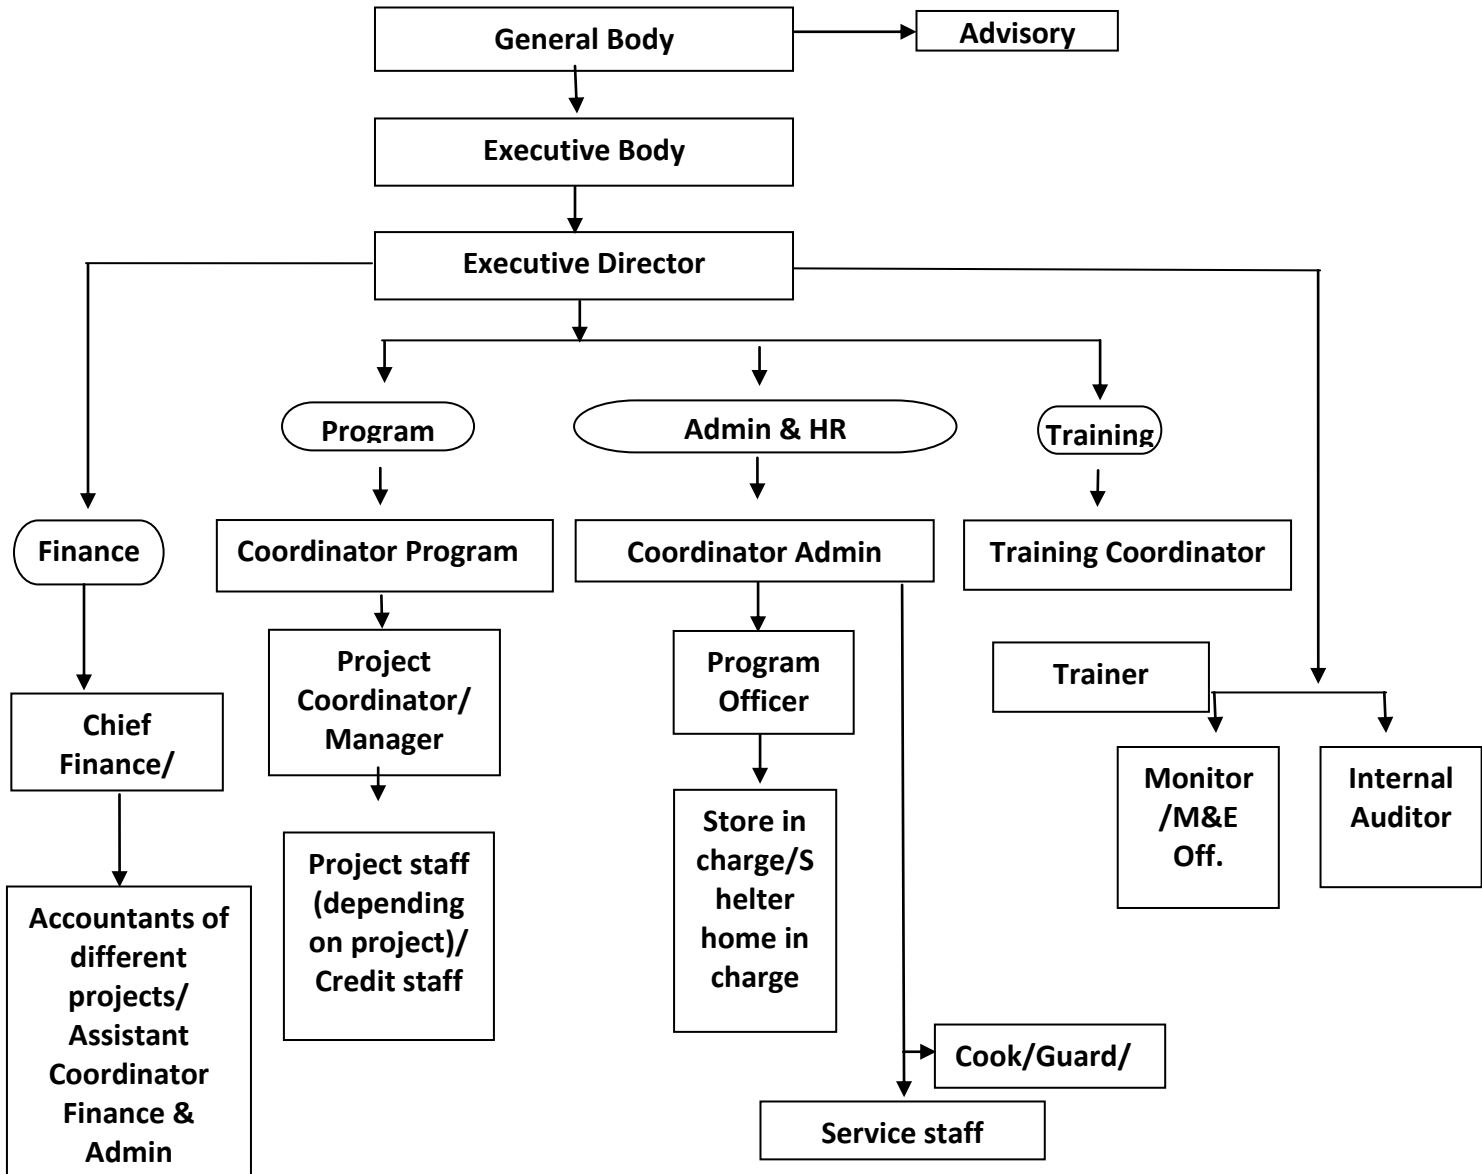 General Body
Advisory
Executive Body
Executive Director
Program
Admin & HR
Training
Finance
Coordinator Program
Coordinator Admin
Training Coordinator
Project
Coordinator/
Manager
Program
Officer
Trainer
Chief
Finance/
Monitor
/M&E
Off.
Internal
Auditor
Store in
charge/S
helter
home in
charge
Project staff
(depending
on project)/
Credit staff
Accountants of
different
projects/
Assistant
Coordinator
Finance &
Admin
Cook/Guard/
Service staff